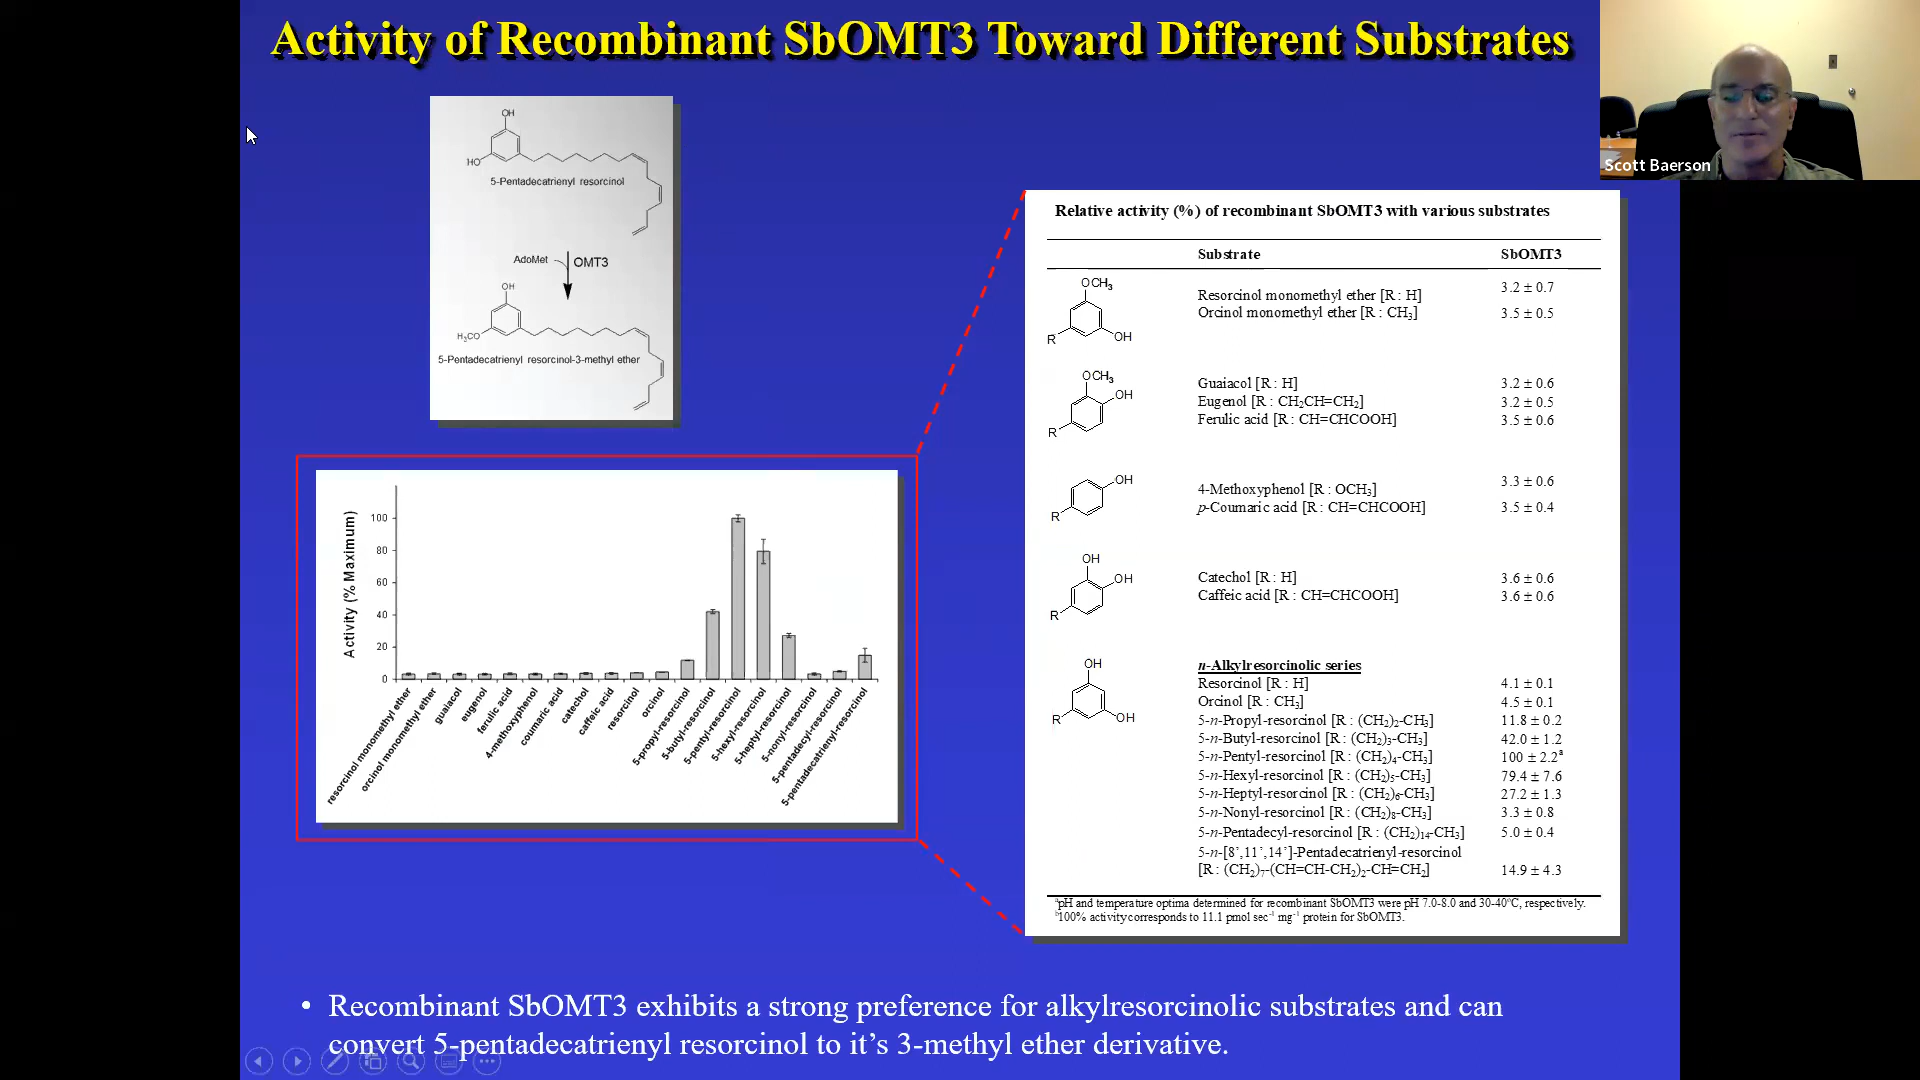 Activity of Recombinant SbOMT3 Toward Different Substrates
Scott Baerson
OH
HO
5-Pentadecatrienyl resorcinol
AdoMet
OMT3
OH
H₃CO
5-Pentadecatrienyl resorcinol-3-methyl ether
Activity (% Maximum)
100
80
60
40
20
0
resorcinol monomethyl ether
orcinol monomethyl ether
guaiacol
eugenol
ferulic acid
4-methoxyphenol
coumaric acid
catechol
caffeic acid
resorcinol
orcinol
5-propyl-resorcinol
5-butyl-resorcinol
5-pentyl-resorcinol
5-hexyl-resorcinol
5-heptyl-resorcinol
5-nonyl-resorcinol
5-pentadecyl-resorcinol
5-pentadecatrienyl-resorcinol
Relative activity (%) of recombinant SbOMT3 with various substrates
Substrate SbOMT3
OCH₃
R
OH
Resorcinol monomethyl ether [R : H] 3.2 ± 0.7
Orcinol monomethyl ether [R : CH₃] 3.5 ± 0.5
OCH₃
OH
R
Guaiacol [R : H] 3.2 ± 0.6
Eugenol [R : CH₂CH=CH₂] 3.2 ± 0.5
Ferulic acid [R : CH=CHCOOH] 3.5 ± 0.6
OH
R
4-Methoxyphenol [R : OCH₃] 3.3 ± 0.6
p-Coumaric acid [R : CH=CHCOOH] 3.5 ± 0.4
OH
OH
R
Catechol [R : H] 3.6 ± 0.6
Caffeic acid [R : CH=CHCOOH] 3.6 ± 0.6
OH
R
OH
n-Alkylresorcinolic series
Resorcinol [R : H] 4.1 ± 0.1
Orcinol [R : CH₃] 4.5 ± 0.1
5-n-Propyl-resorcinol [R : (CH₂)₂-CH₃] 11.8 ± 0.2
5-n-Butyl-resorcinol [R : (CH₂)₃-CH₃] 42.0 ± 1.2
5-n-Pentyl-resorcinol [R : (CH₂)₄-CH₃] 100 ± 2.2ᵃ
5-n-Hexyl-resorcinol [R : (CH₂)₅-CH₃] 79.4 ± 7.6
5-n-Heptyl-resorcinol [R : (CH₂)₆-CH₃] 27.2 ± 1.3
5-n-Nonyl-resorcinol [R : (CH₂)₈-CH₃] 3.3 ± 0.8
5-n-Pentadecyl-resorcinol [R : (CH₂)₁₄-CH₃] 5.0 ± 0.4
5-n-[8’,11’,14’]-Pentadecatrienyl-resorcinol
[R : (CH₂)₇-(CH=CH-CH₂)₂-CH=CH₂] 14.9 ± 4.3
ᵃpH and temperature optima determined for recombinant SbOMT3 were pH 7.0-8.0 and 30-40°C, respectively.
ᵇ100% activity corresponds to 11.1 pmol sec⁻¹ mg⁻¹ protein for SbOMT3.
• Recombinant SbOMT3 exhibits a strong preference for alkylresorcinolic substrates and can
convert 5-pentadecatrienyl resorcinol to it’s 3-methyl ether derivative.